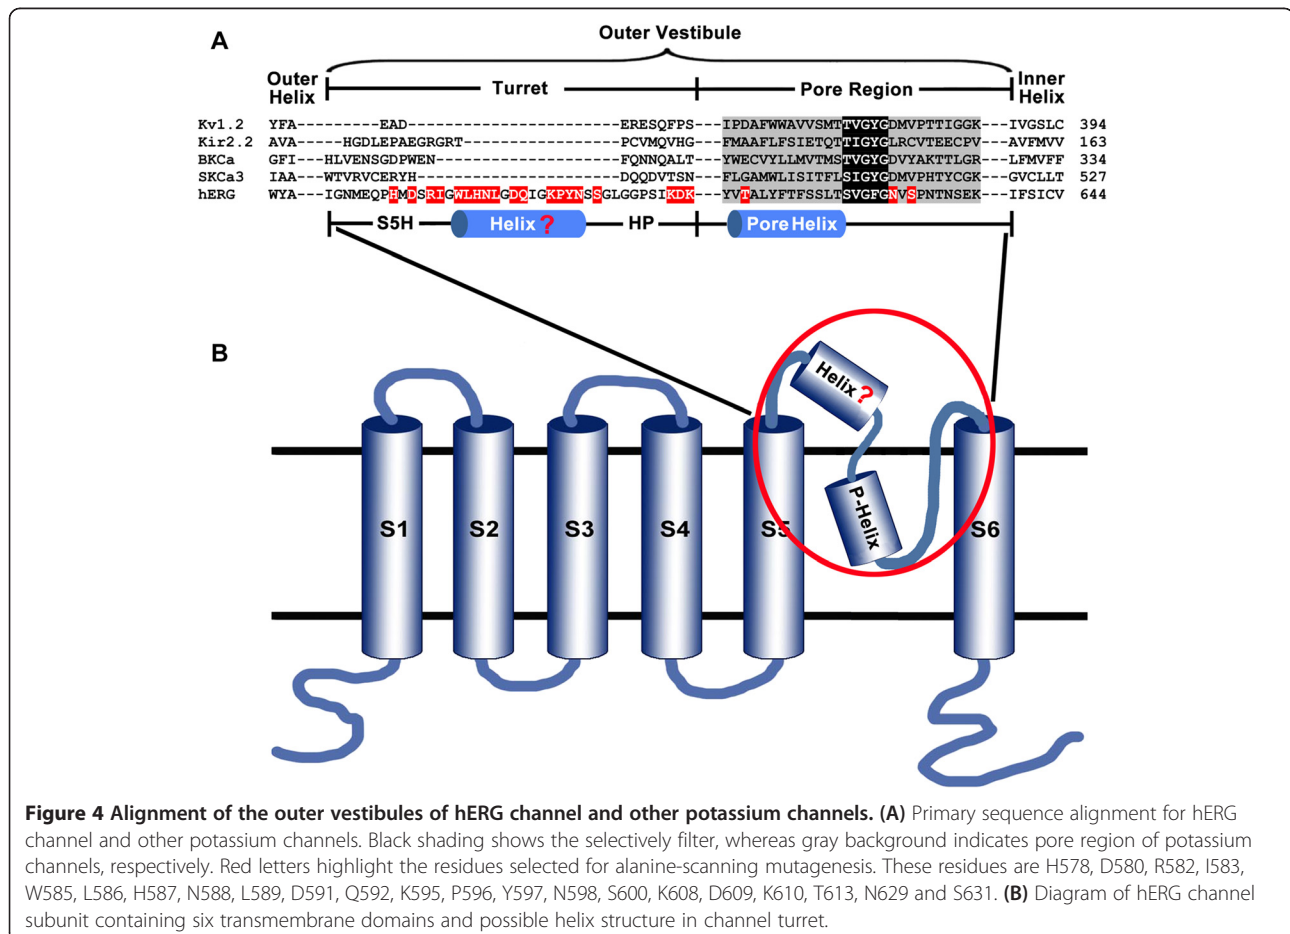 A
Outer Vestibule
Outer Helix
Turret
Pore Region
Inner Helix
Kv1.2 YFA---------EAD-----------------------ERESQFPS---IPDAFWWAVVSMTTVGYGDMVPTTIGGK---IVGSLC 394
Kir2.2 AVA-----HGDLEPAEGRGRT-----------------PCVMQVHG---FMAAFLFSIETQTTIGYGLRCVTEECPV---AVFMVV 163
BKCa GFI---HLVENSGDPWEN--------------------FQNNQALT---YWECVYLLMVTMSTVGYGDVYAKTTLGR---LFMVFF 334
SKCa3 IAA---WTVRVCERYH----------------------DQQDVTSN---FLGAMWLISITFLSIGYGDMVPHTYCGK---GVCLLT 527
hERG WYA---IGNMEQPHMDSRIGWLHNLGDQIGKPYNSSGLGGPSIKDK---YVTALYFTFSSLTSVGFGNVSPNTNSEK---IFSICV 644
S5H
Helix ?
HP
Pore Helix
B
Helix ?
P-Helix
S1
S2
S3
S4
S5
S6
Figure 4 Alignment of the outer vestibules of hERG channel and other potassium channels. (A) Primary sequence alignment for hERG
channel and other potassium channels. Black shading shows the selectively filter, whereas gray background indicates pore region of potassium
channels, respectively. Red letters highlight the residues selected for alanine-scanning mutagenesis. These residues are H578, D580, R582, I583,
W585, L586, H587, N588, L589, D591, Q592, K595, P596, Y597, N598, S600, K608, D609, K610, T613, N629 and S631. (B) Diagram of hERG channel
subunit containing six transmembrane domains and possible helix structure in channel turret.